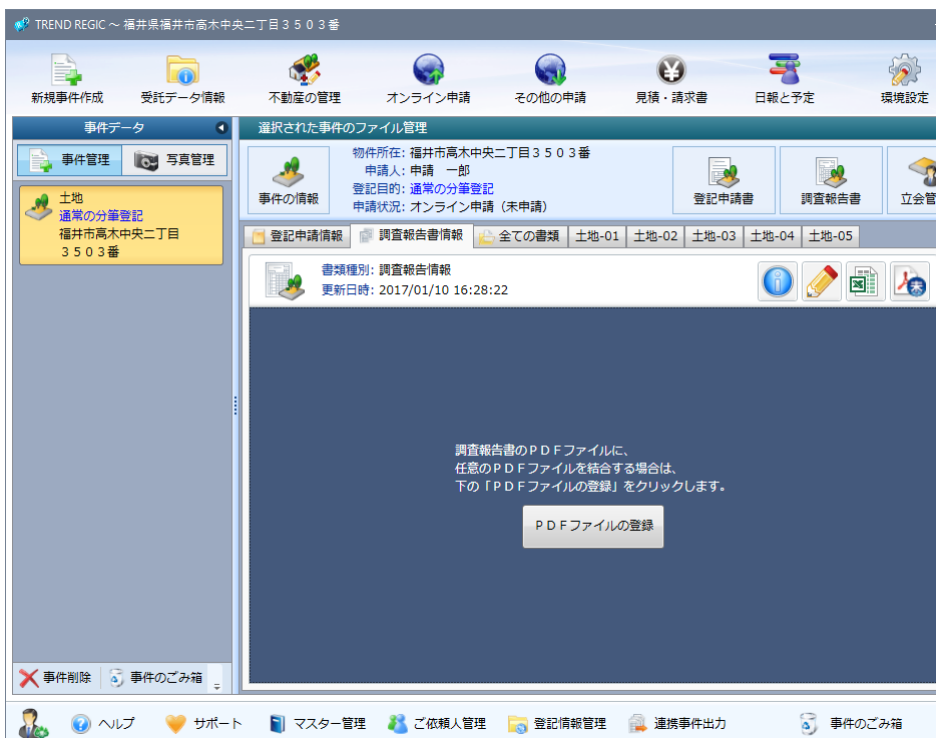 TREND REGIC ～ 福井県福井市高木中央二丁目３５０３番
新規事件作成
受託データ情報
不動産の管理
オンライン申請
その他の申請
見積・請求書
日報と予定
環境設定
事件データ
選択された事件のファイル管理
事件管理
写真管理
土地
通常の分筆登記
福井市高木中央二丁目
３５０３番
事件の情報
物件所在: 福井市高木中央二丁目３５０３番
申請人: 申請　一郎
登記目的: 通常の分筆登記
申請状況: オンライン申請（未申請）
登記申請書
調査報告書
立会管
登記申請情報
調査報告書情報
全ての書類
土地-01
土地-02
土地-03
土地-04
土地-05
書類種別: 調査報告情報
更新日時: 2017/01/10 16:28:22
未
調査報告書のＰＤＦファイルに、
任意のＰＤＦファイルを結合する場合は、
下の「ＰＤＦファイルの登録」をクリックします。
ＰＤＦファイルの登録
事件削除
事件のごみ箱
ヘルプ
サポート
マスター管理
ご依頼人管理
登記情報管理
連携事件出力
事件のごみ箱